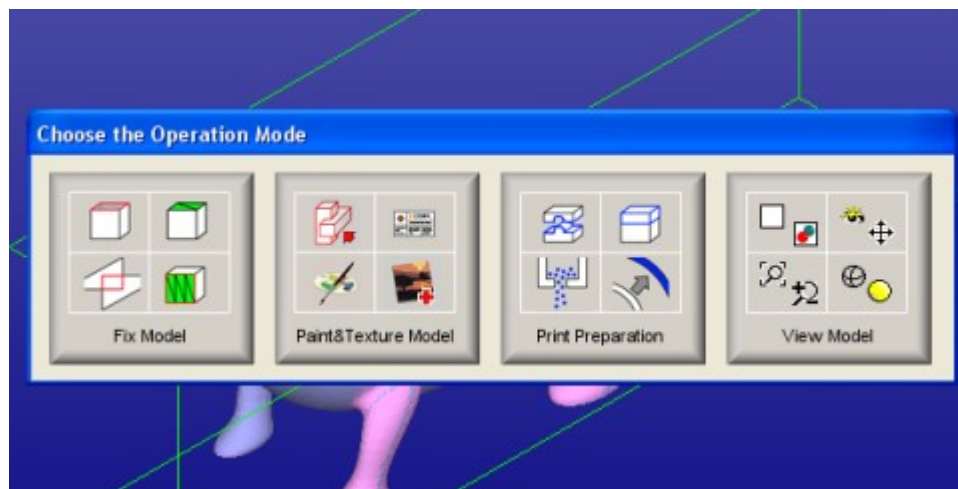 Choose the Operation Mode
Fix Model
Paint&Texture Model
Print Preparation
View Model